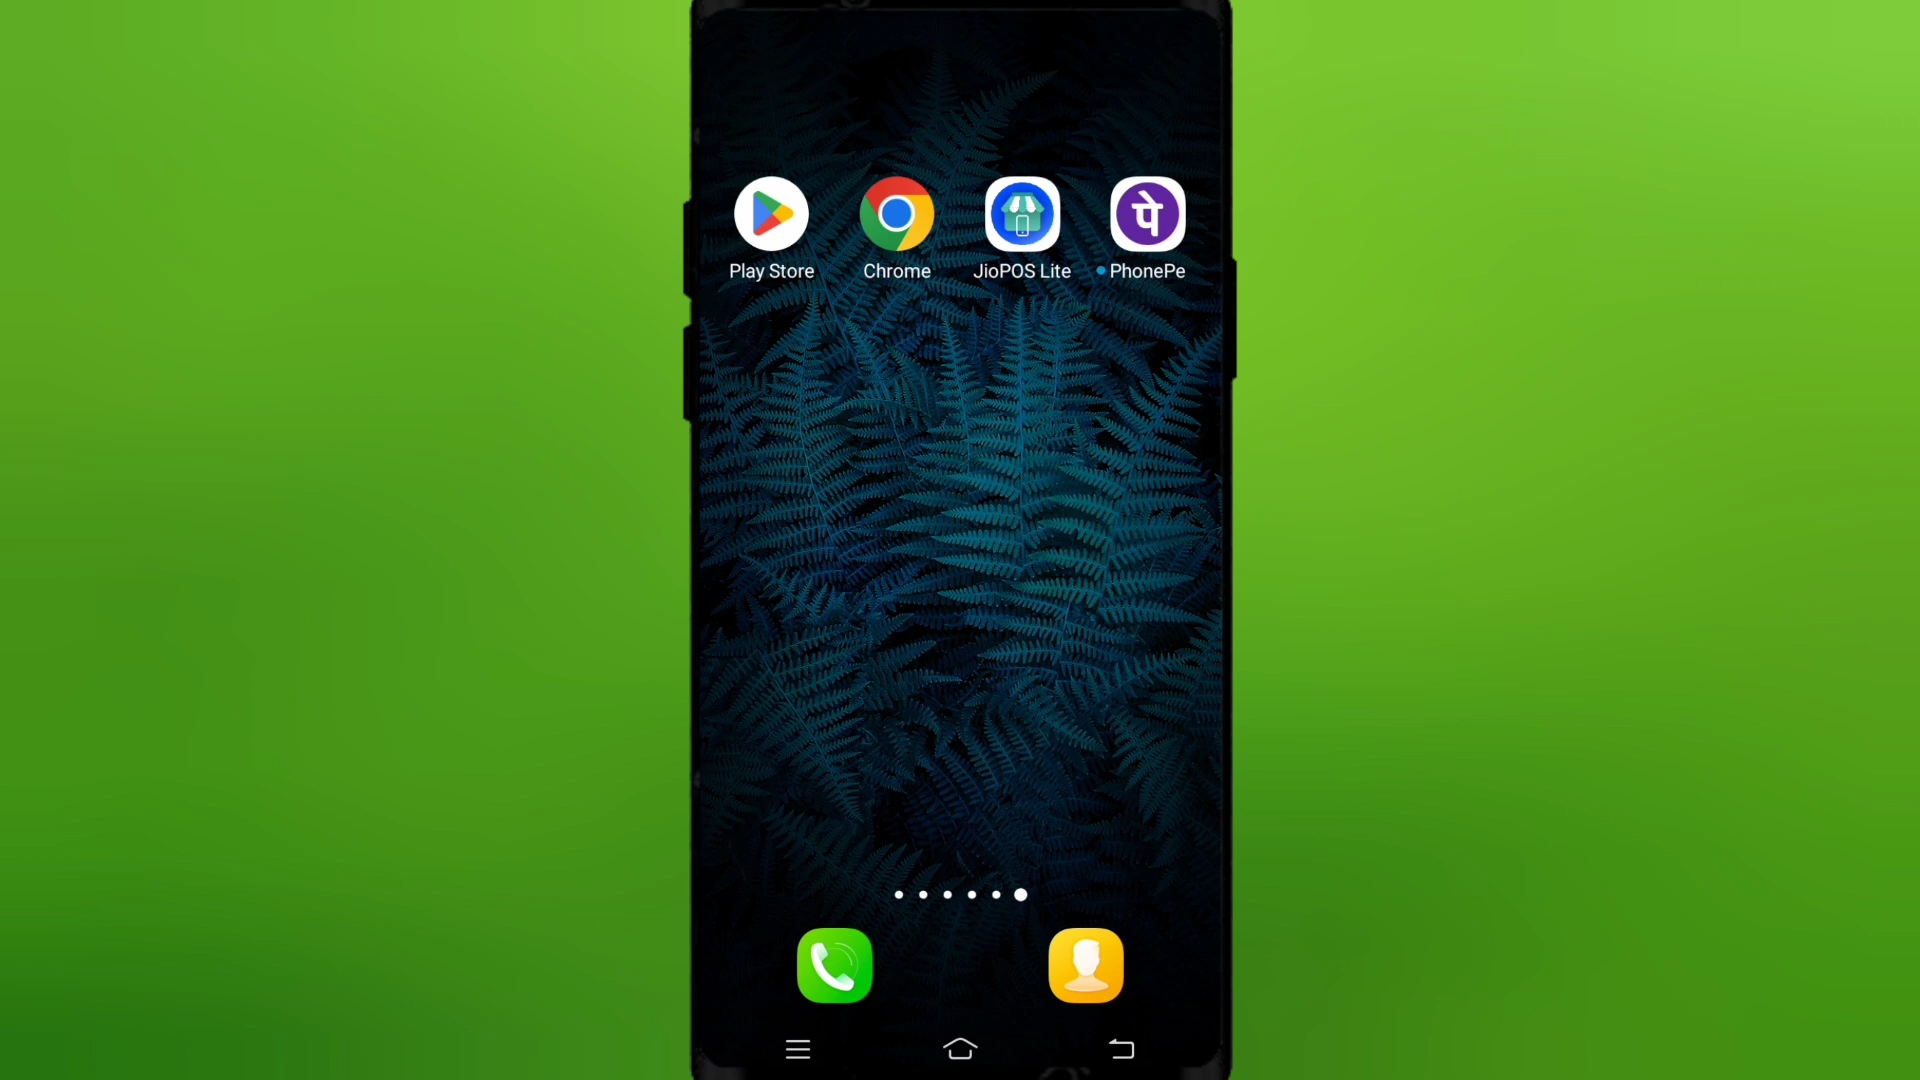 पे
Play Store
Chrome
JioPOS Lite
PhonePe